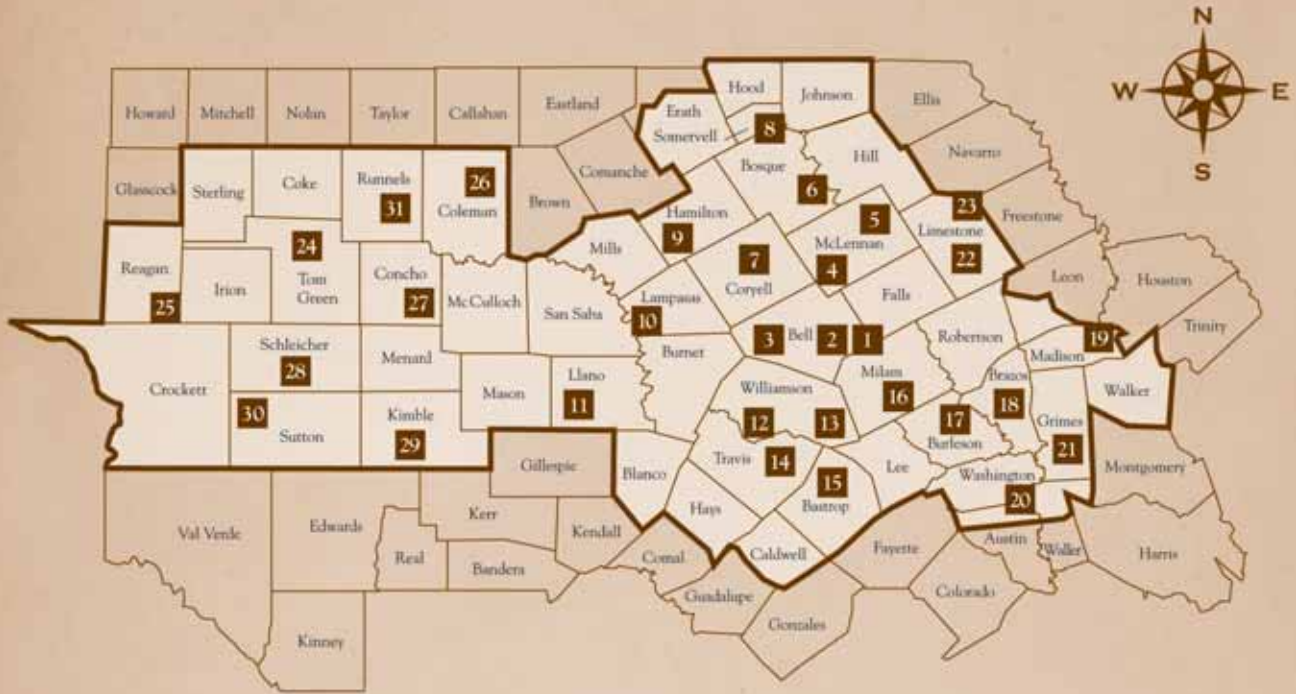 N
W
E
S
Howard
Mitchell
Nolan
Taylor
Callahan
Eastland
Erath
Hood
Johnson
Ellis
Somervell
8
Glasscock
Sterling
Coke
Runnels
31
26
Coleman
Brown
Comanche
Bosque
6
Hill
Navarro
Hamilton
9
5
McLennan
4
23
Limestone
22
Freestone
Reagan
25
Irion
24
Tom
Green
Concho
27
McCulloch
San Saba
Mills
Lampasas
10
7
Coryell
Falls
Leon
Houston
Trinity
Crockett
Schleicher
28
Menard
Mason
Llano
11
Burnet
3
Bell
2
1
Milam
16
Robertson
19
Madison
Brazos
18
Walker
30
Sutton
Kimble
29
Williamson
12
13
17
Burleson
Grimes
21
Gillespie
Blanco
Travis
14
15
Bastrop
Lee
Washington
20
Montgomery
Val Verde
Edwards
Real
Kerr
Bandera
Kendall
Hays
Caldwell
Comal
Guadalupe
Gonzales
Fayette
Austin
Waller
Colorado
Harris
Kinney